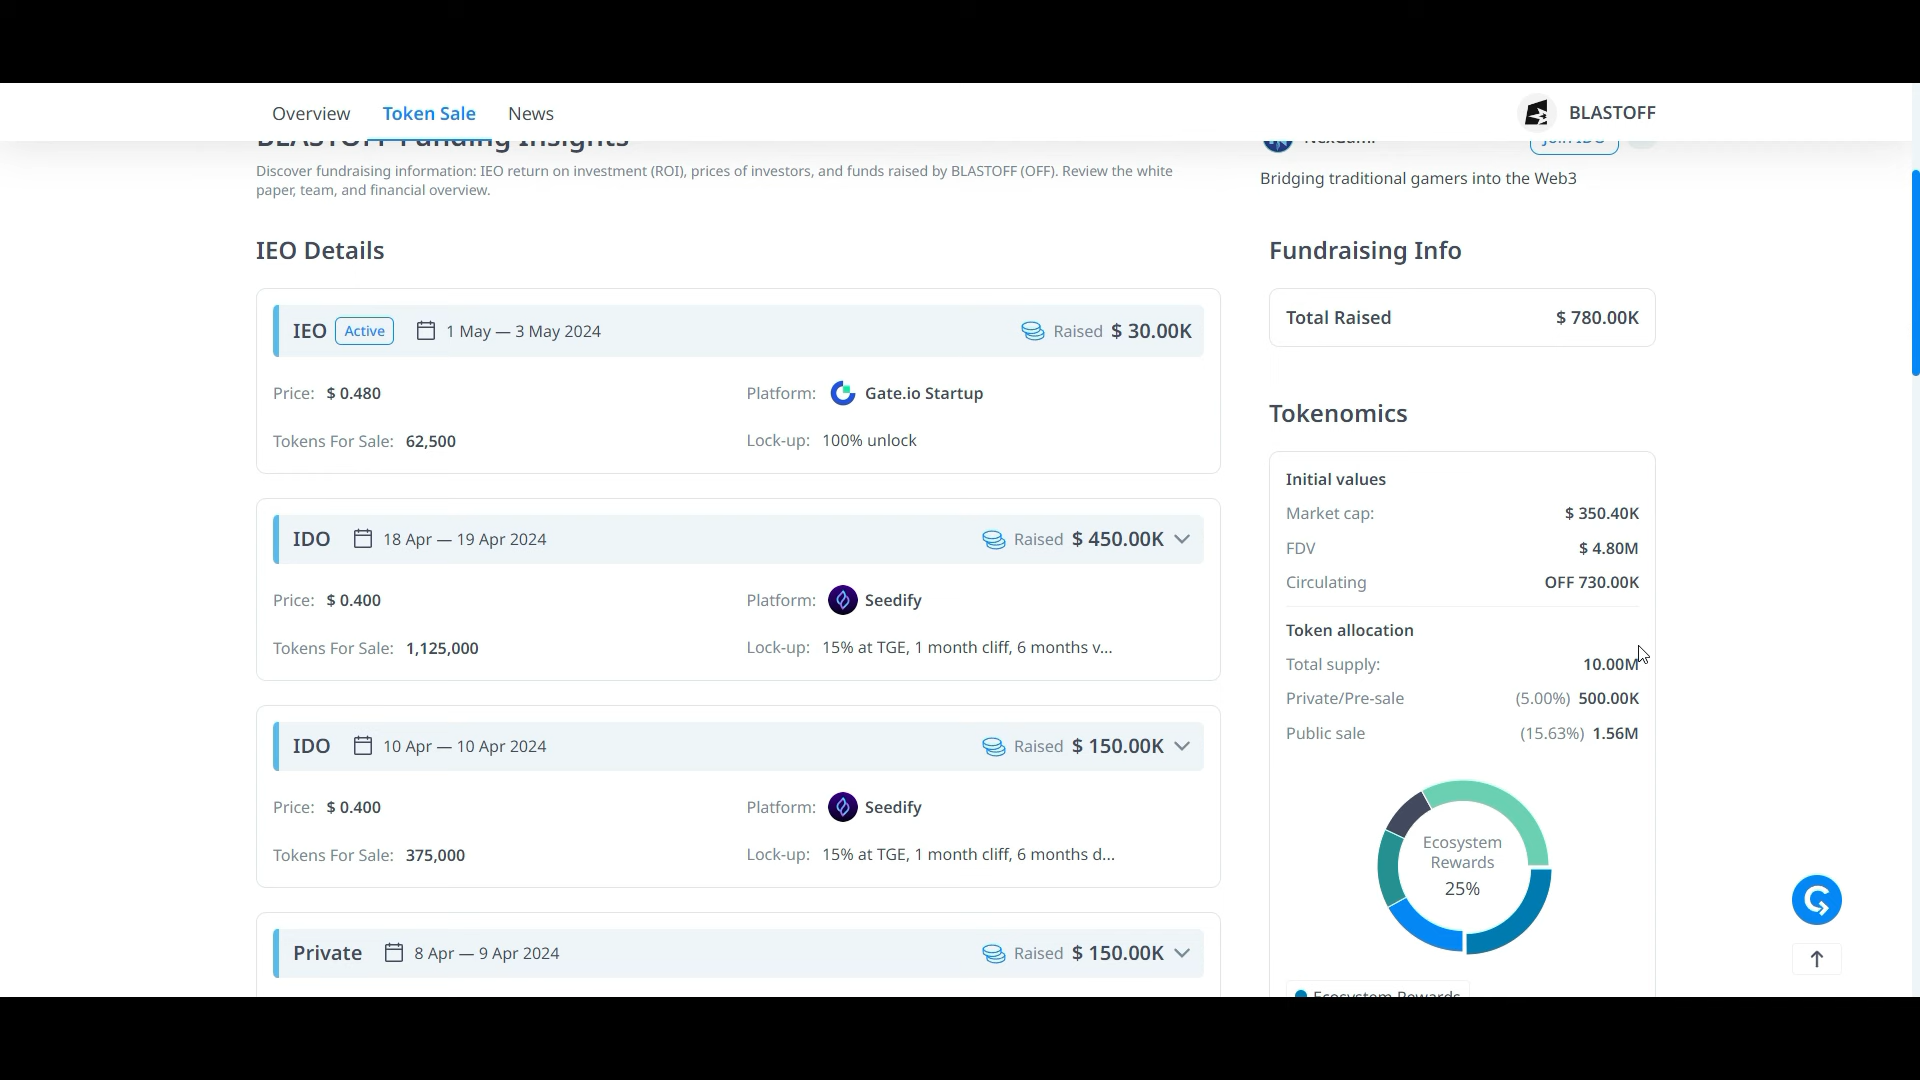 Overview Token Sale News BLASTOFF
BLASTOFF Funding Insights
Discover fundraising information: IEO return on investment (ROI), prices of investors, and funds raised by BLASTOFF (OFF). Review the white
paper, team, and financial overview.
IEO Details
IEO Active 1 May — 3 May 2024 Raised $ 30.00K
Price: $ 0.480 Platform: Gate.io Startup
Tokens For Sale: 62,500 Lock-up: 100% unlock
IDO 18 Apr — 19 Apr 2024 Raised $ 450.00K
Price: $ 0.400 Platform: Seedify
Tokens For Sale: 1,125,000 Lock-up: 15% at TGE, 1 month cliff, 6 months v...
IDO 10 Apr — 10 Apr 2024 Raised $ 150.00K
Price: $ 0.400 Platform: Seedify
Tokens For Sale: 375,000 Lock-up: 15% at TGE, 1 month cliff, 6 months d...
Private 8 Apr — 9 Apr 2024 Raised $ 150.00K
Join IDO
Bridging traditional gamers into the Web3
Fundraising Info
Total Raised $ 780.00K
Tokenomics
Initial values
Market cap: $ 350.40K
FDV $ 4.80M
Circulating OFF 730.00K
Token allocation
Total supply: 10.00M
Private/Pre-sale (5.00%) 500.00K
Public sale (15.63%) 1.56M
Ecosystem
Rewards
25%
Ecosystem Rewards